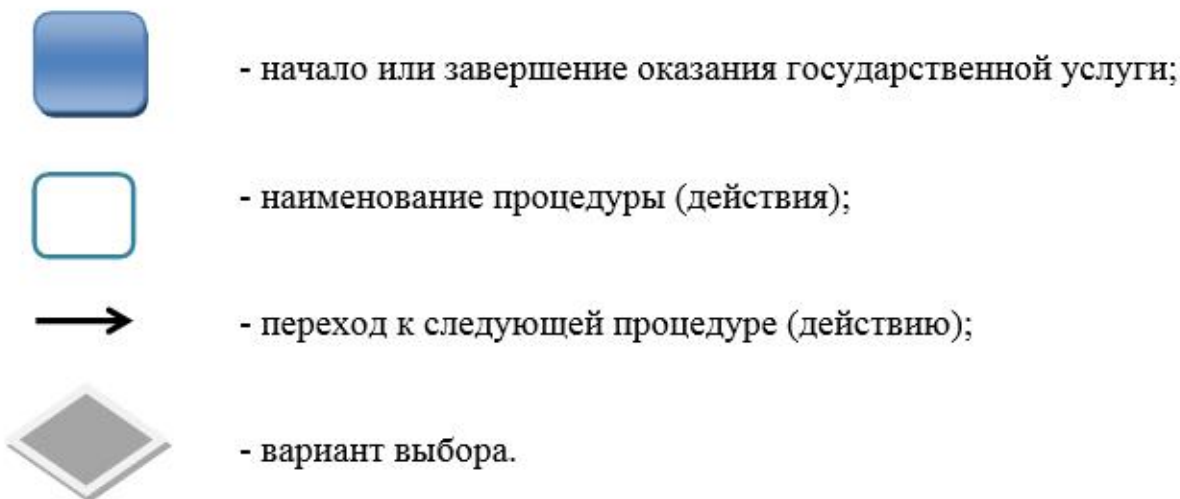 - начало или завершение оказания государственной услуги;
- наименование процедуры (действия);
- переход к следующей процедуре (действию);
- вариант выбора.